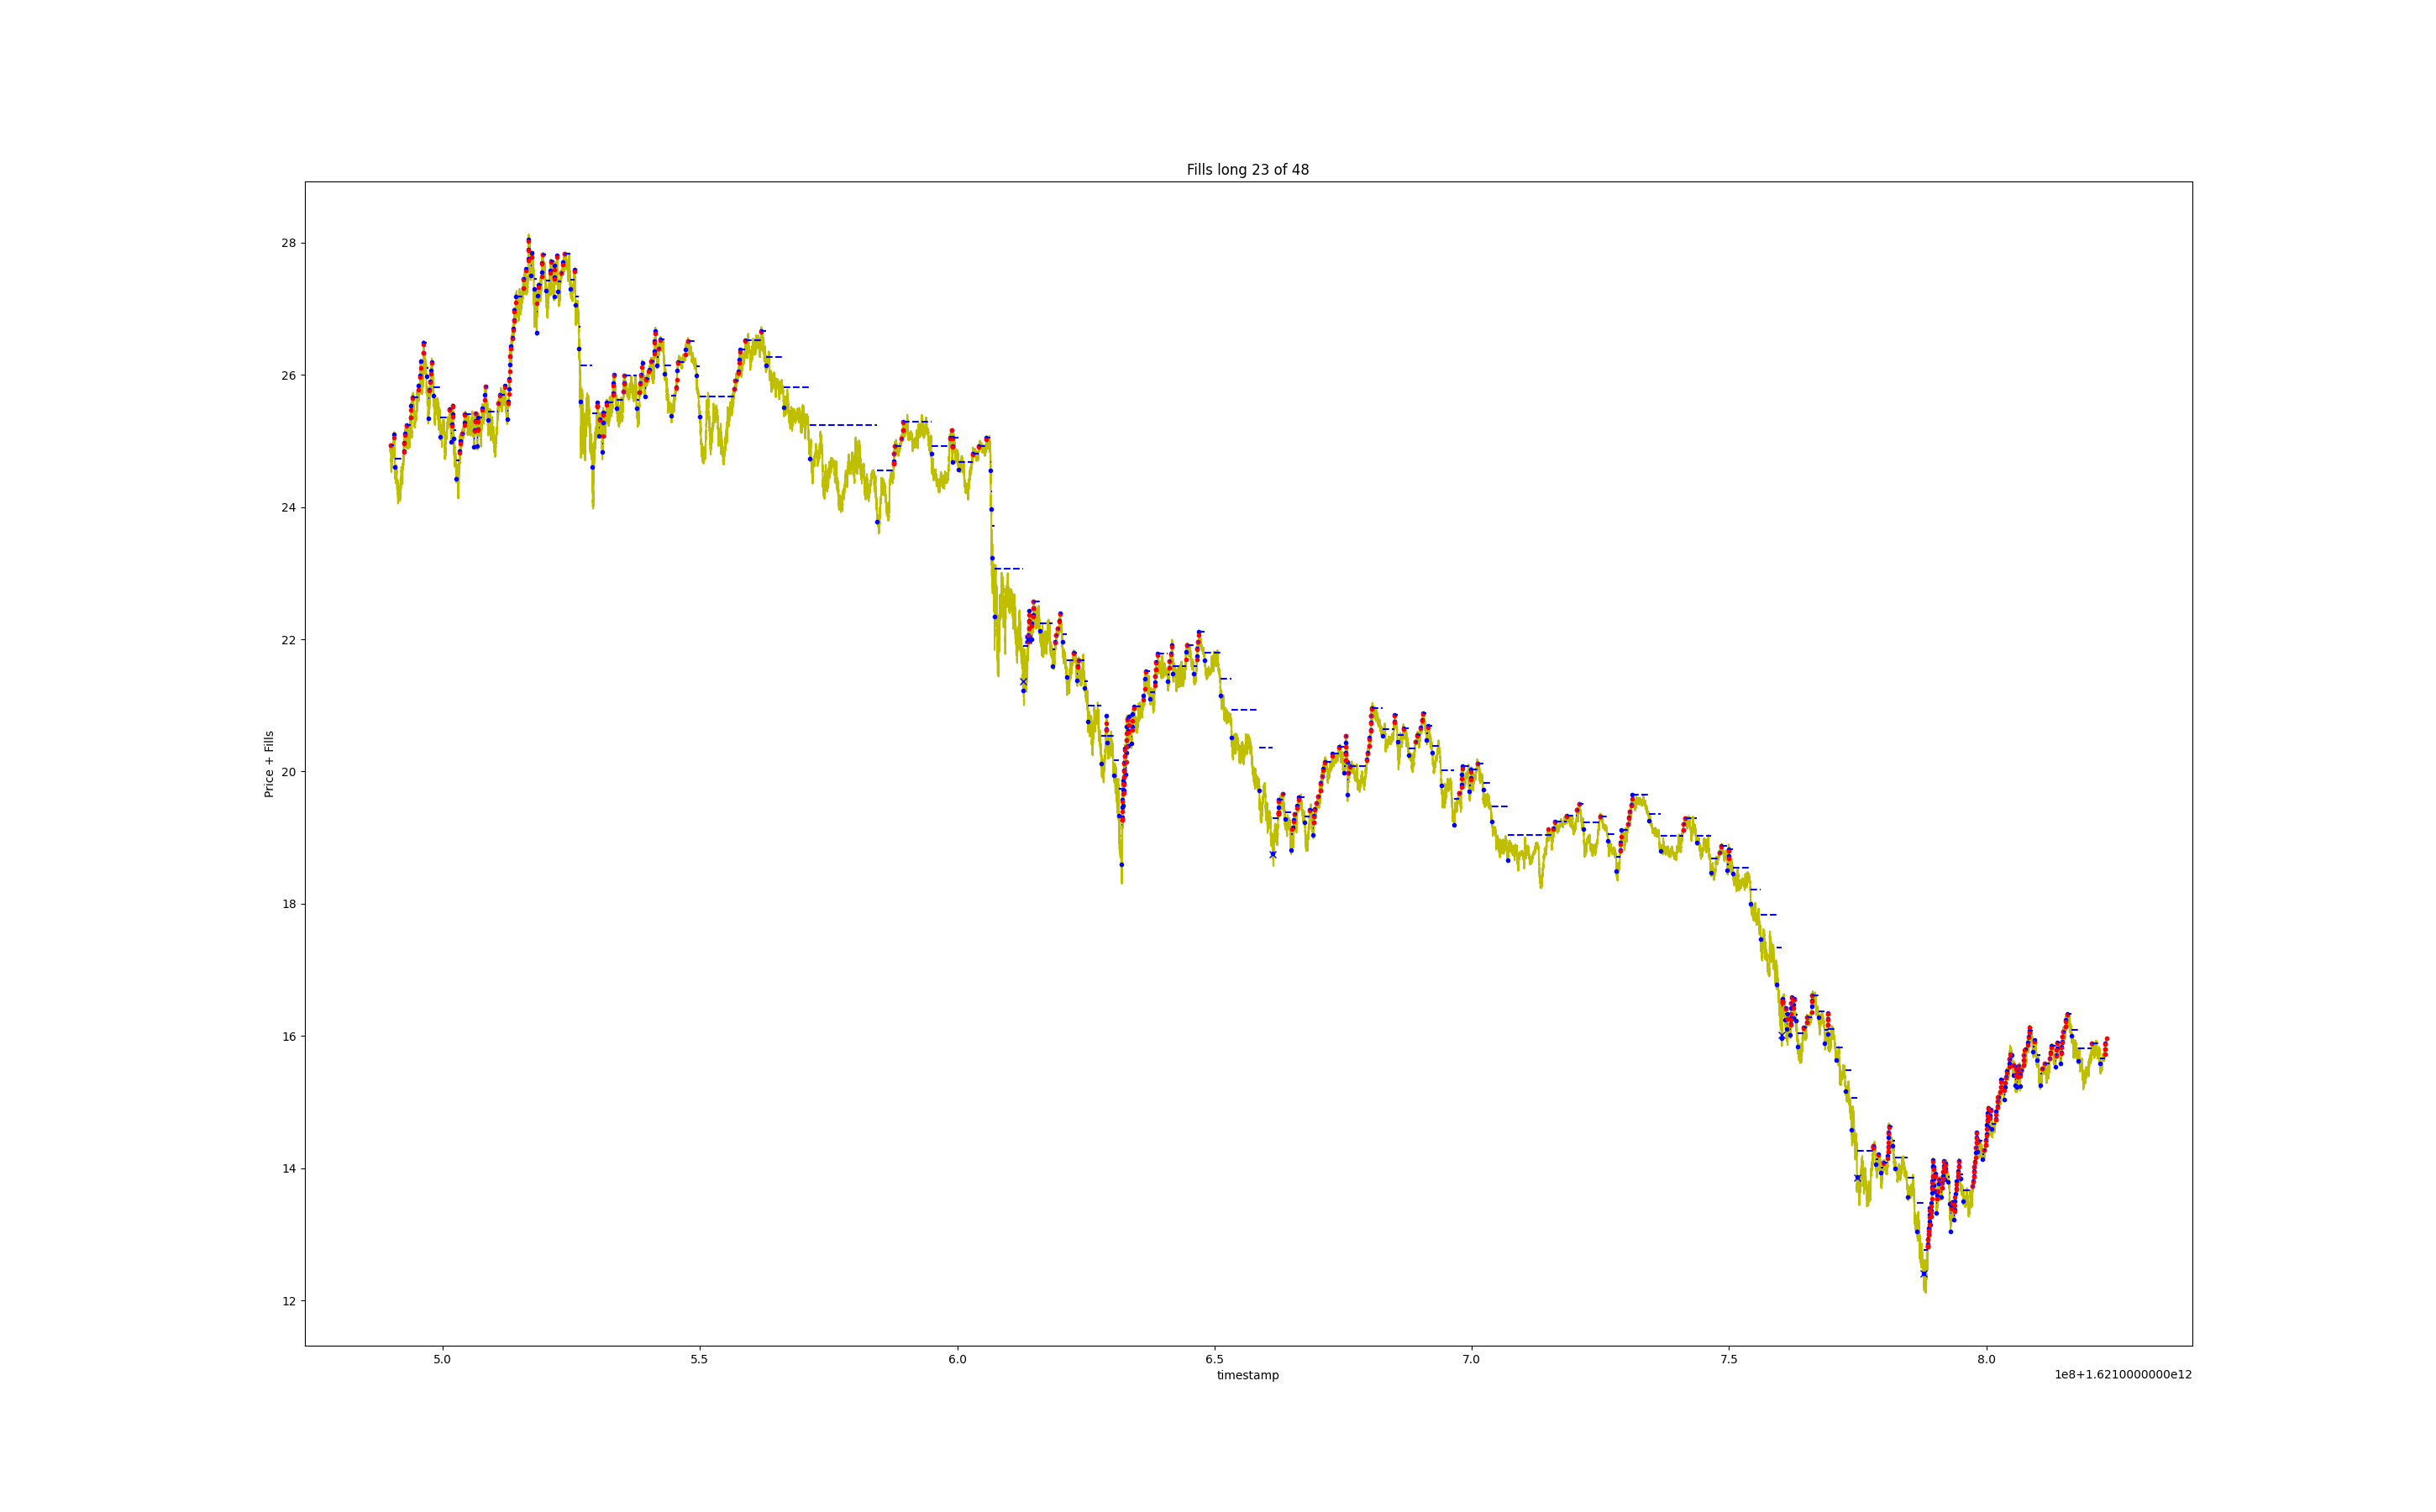 Fills long 23 of 48
28
26
24
22
20
18
16
14
12
Price + Fills
5.0 5.5 6.0 6.5 7.0 7.5 8.0
timestamp
1e8+1.6210000000e12